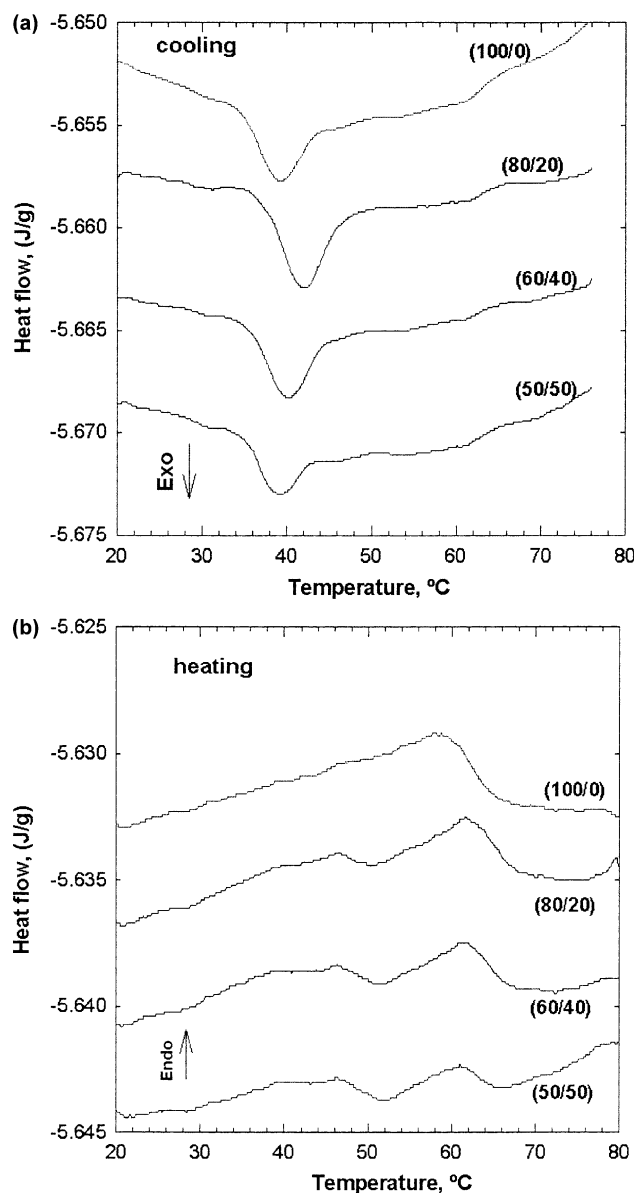 (a)
-5.650
cooling
(100/0)
-5.655
(80/20)
-5.660
(60/40)
-5.665
(50/50)
-5.670
Exo
-5.675
Heat flow, (J/g)
20 30 40 50 60 70 80
Temperature, ºC
(b)
-5.625
heating
-5.630
(100/0)
-5.635
(80/20)
-5.640
(60/40)
Endo
(50/50)
-5.645
Heat flow, (J/g)
20 30 40 50 60 70 80
Temperature, ºC